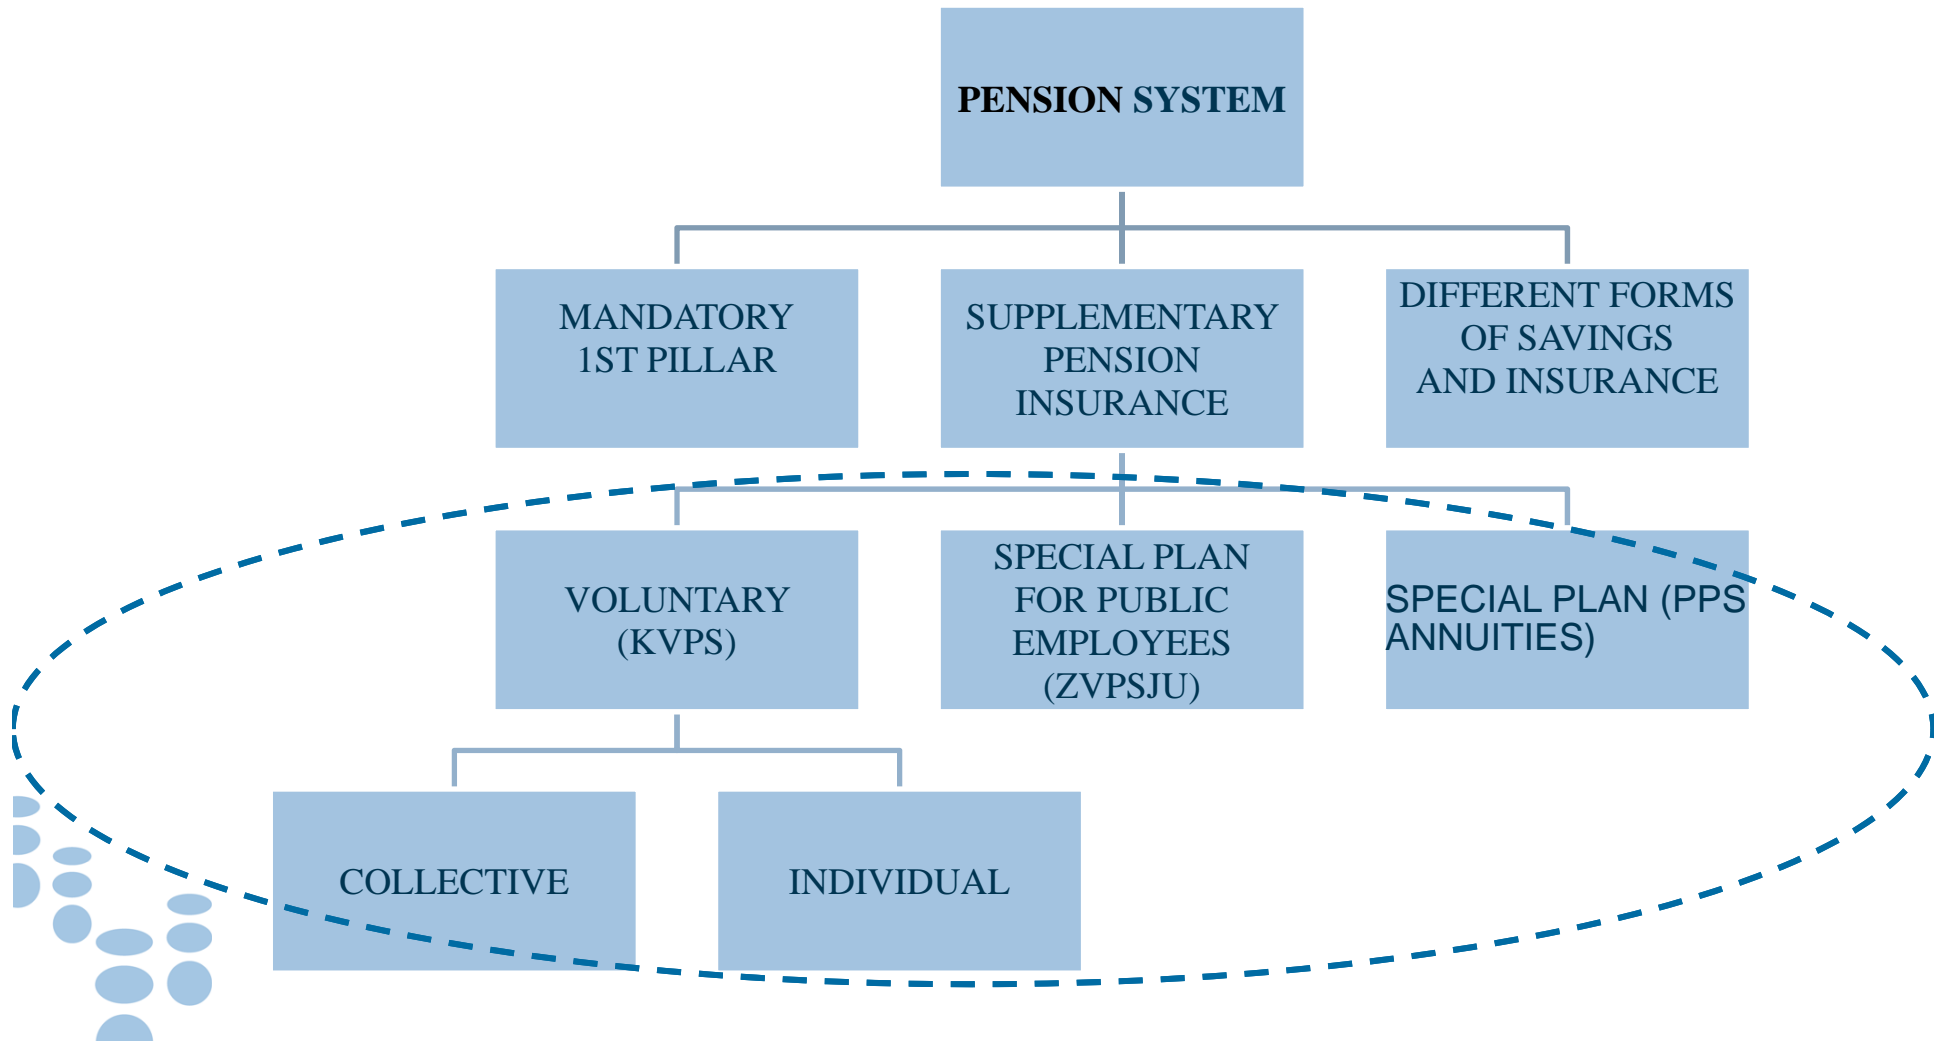 PENSION SYSTEM
MANDATORY
1ST PILLAR
SUPPLEMENTARY
PENSION
INSURANCE
DIFFERENT FORMS
OF SAVINGS
AND INSURANCE
VOLUNTARY
(KVPS)
SPECIAL PLAN
FOR PUBLIC
EMPLOYEES
(ZVPSJU)
SPECIAL PLAN (PPS
ANNUITIES)
COLLECTIVE
INDIVIDUAL